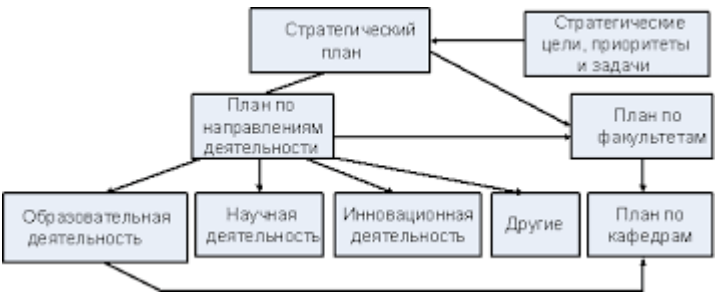 Стратегический
план
Стратегические
цели, приоритеты
и задачи
План по
направлениям
деятельности
План по
факультетам
Образовательная
деятельность
Научная
деятельность
Инновационная
деятельность
Другие
План по
кафедрам